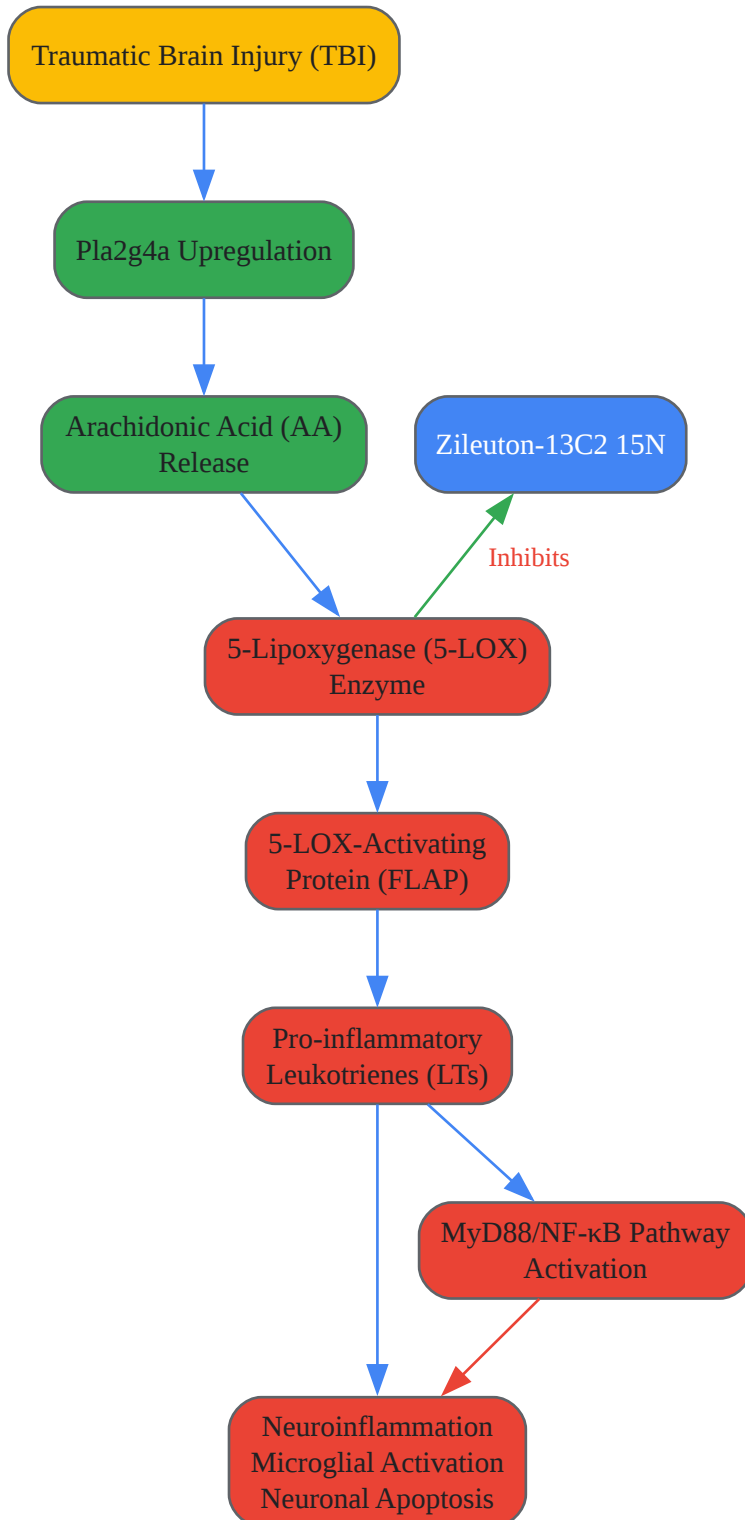 Traumatic Brain Injury (TBI)
Pla2g4a Upregulation
Arachidonic Acid (AA)
Release
Zileuton-13C2 15N
Inhibits
5-Lipoxygenase (5-LOX)
Enzyme
5-LOX-Activating
Protein (FLAP)
Pro-inflammatory
Leukotrienes (LTs)
MyD88/NF-κB Pathway
Activation
Neuroinflammation
Microglial Activation
Neuronal Apoptosis